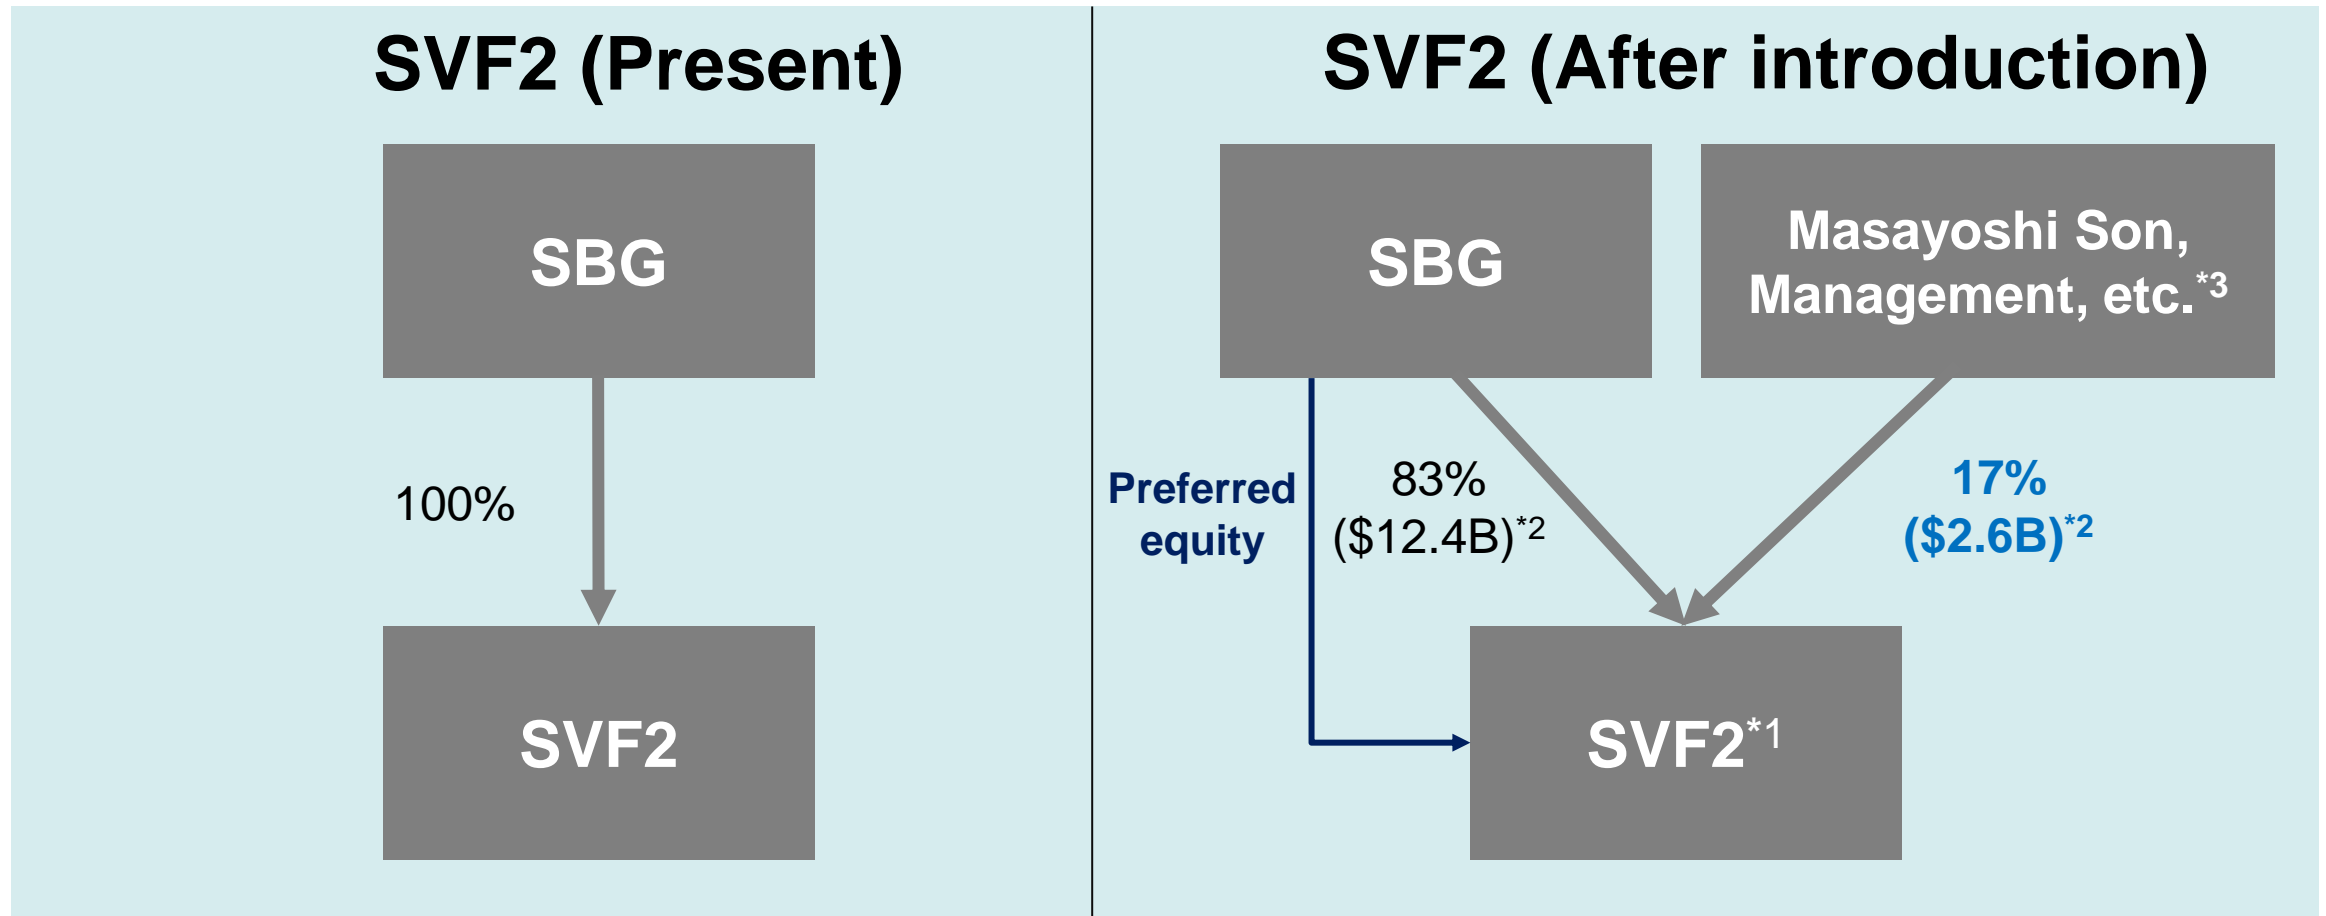 SVF2 (Present)
SBG
100%
SVF2
SVF2 (After introduction)
SBG
Masayoshi Son,
Management, etc.*3
Preferred
equity
83%
($12.4B)*2
17%
($2.6B)*2
SVF2*1